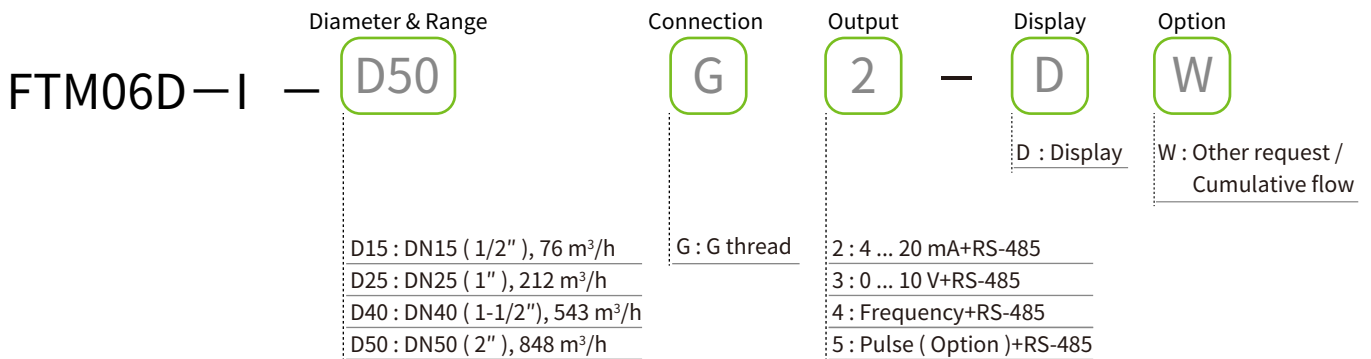 Diameter & Range Connection Output Display Option
FTM06D－I － D50 G 2 － D W
D : Display
W : Other request /
Cumulative flow
D15 : DN15 ( 1/2" ), 76 m³/h
D25 : DN25 ( 1" ), 212 m³/h
D40 : DN40 ( 1-1/2"), 543 m³/h
D50 : DN50 ( 2" ), 848 m³/h
G : G thread
2 : 4 ... 20 mA+RS-485
3 : 0 ... 10 V+RS-485
4 : Frequency+RS-485
5 : Pulse ( Option )+RS-485